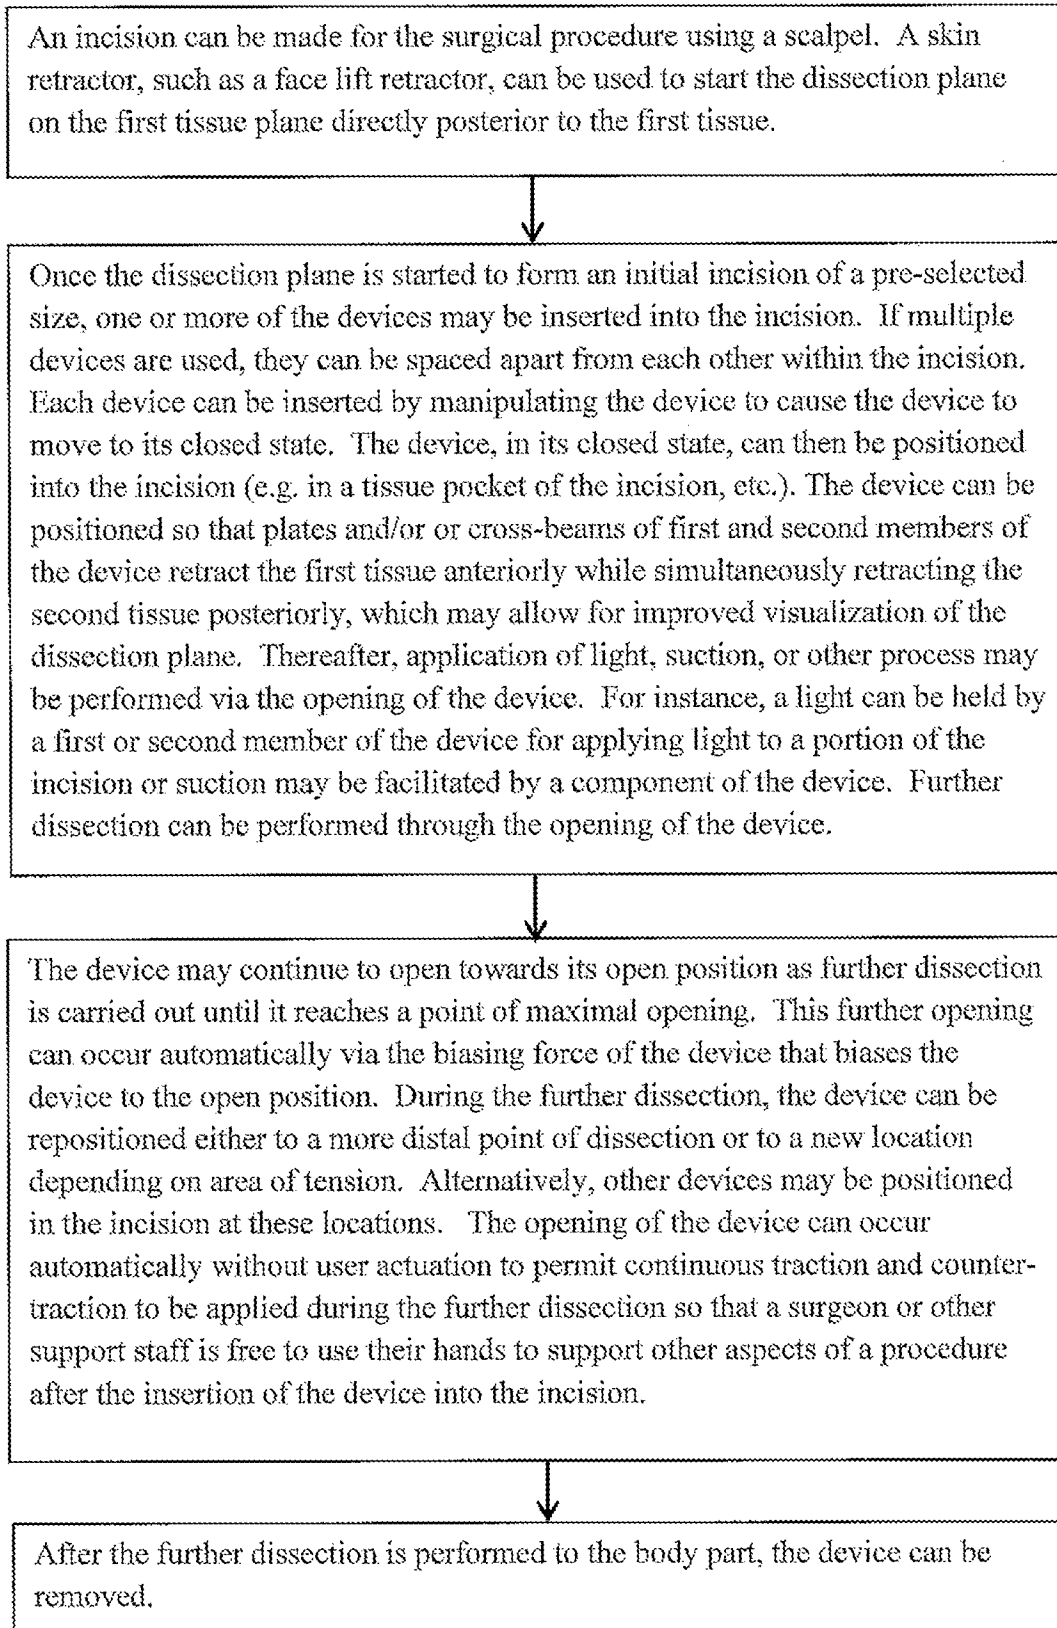 An incision can be made for the surgical procedure using a scalpel.  A skin
retractor, such as a face lift retractor, can be used to start the dissection plane
on the first tissue plane directly posterior to the first tissue.
Once the dissection plane is started to form an initial incision of a pre-selected
size, one or more of the devices may be inserted into the incision.  If multiple
devices are used, they can be spaced apart from each other within the incision.
Each device can be inserted by manipulating the device to cause the device to
move to its closed state.  The device, in its closed state, can then be positioned
into the incision (e.g. in a tissue pocket of the incision, etc.). The device can be
positioned so that plates and/or or cross-beams of first and second members of
the device retract the first tissue anteriorly while simultaneously retracting the
second tissue posteriorly, which may allow for improved visualization of the
dissection plane.  Thereafter, application of light, suction, or other process may
be performed via the opening of the device.  For instance, a light can be held by
a first or second member of the device for applying light to a portion of the
incision or suction may be facilitated by a component of the device.  Further
dissection can be performed through the opening of the device.
The device may continue to open towards its open position as further dissection
is carried out until it reaches a point of maximal opening.  This further opening
can occur automatically via the biasing force of the device that biases the
device to the open position.  During the further dissection, the device can be
repositioned either to a more distal point of dissection or to a new location
depending on area of tension.  Alternatively, other devices may be positioned
in the incision at these locations.   The opening of the device can occur
automatically without user actuation to permit continuous traction and counter-
traction to be applied during the further dissection so that a surgeon or other
support staff is free to use their hands to support other aspects of a procedure
after the insertion of the device into the incision.
After the further dissection is performed to the body part, the device can be
removed.